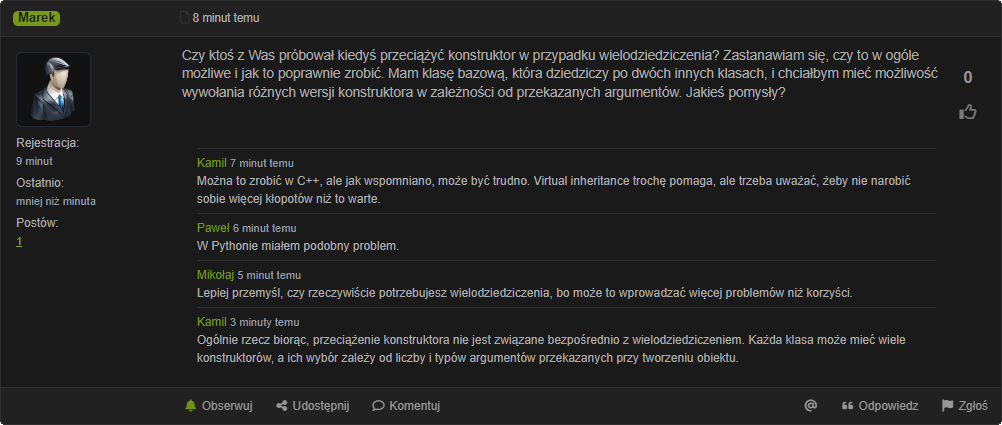 Marek
8 minut temu
Czy ktoś z Was próbował kiedyś przeciążyć konstruktor w przypadku wielodziedziczenia? Zastanawiam się, czy to w ogóle
możliwe i jak to poprawnie zrobić. Mam klasę bazową, która dziedziczy po dwóch innych klasach, i chciałbym mieć możliwość
wywołania różnych wersji konstruktora w zależności od przekazanych argumentów. Jakieś pomysły?
0
Rejestracja:
9 minut
Ostatnio:
mniej niż minuta
Postów:
1
Kamil 7 minut temu
Można to zrobić w C++, ale jak wspomniano, może być trudno. Virtual inheritance trochę pomaga, ale trzeba uważać, żeby nie narobić
sobie więcej kłopotów niż to warte.
Paweł 6 minut temu
W Pythonie miałem podobny problem.
Mikołaj 5 minut temu
Lepiej przemyśl, czy rzeczywiście potrzebujesz wielodziedziczenia, bo może to wprowadzać więcej problemów niż korzyści.
Kamil 3 minuty temu
Ogólnie rzecz biorąc, przeciążenie konstruktora nie jest związane bezpośrednio z wielodziedziczeniem. Każda klasa może mieć wiele
konstruktorów, a ich wybór zależy od liczby i typów argumentów przekazanych przy tworzeniu obiektu.
Obserwuj Udostępnij Komentuj @ Odpowiedz Zgłoś